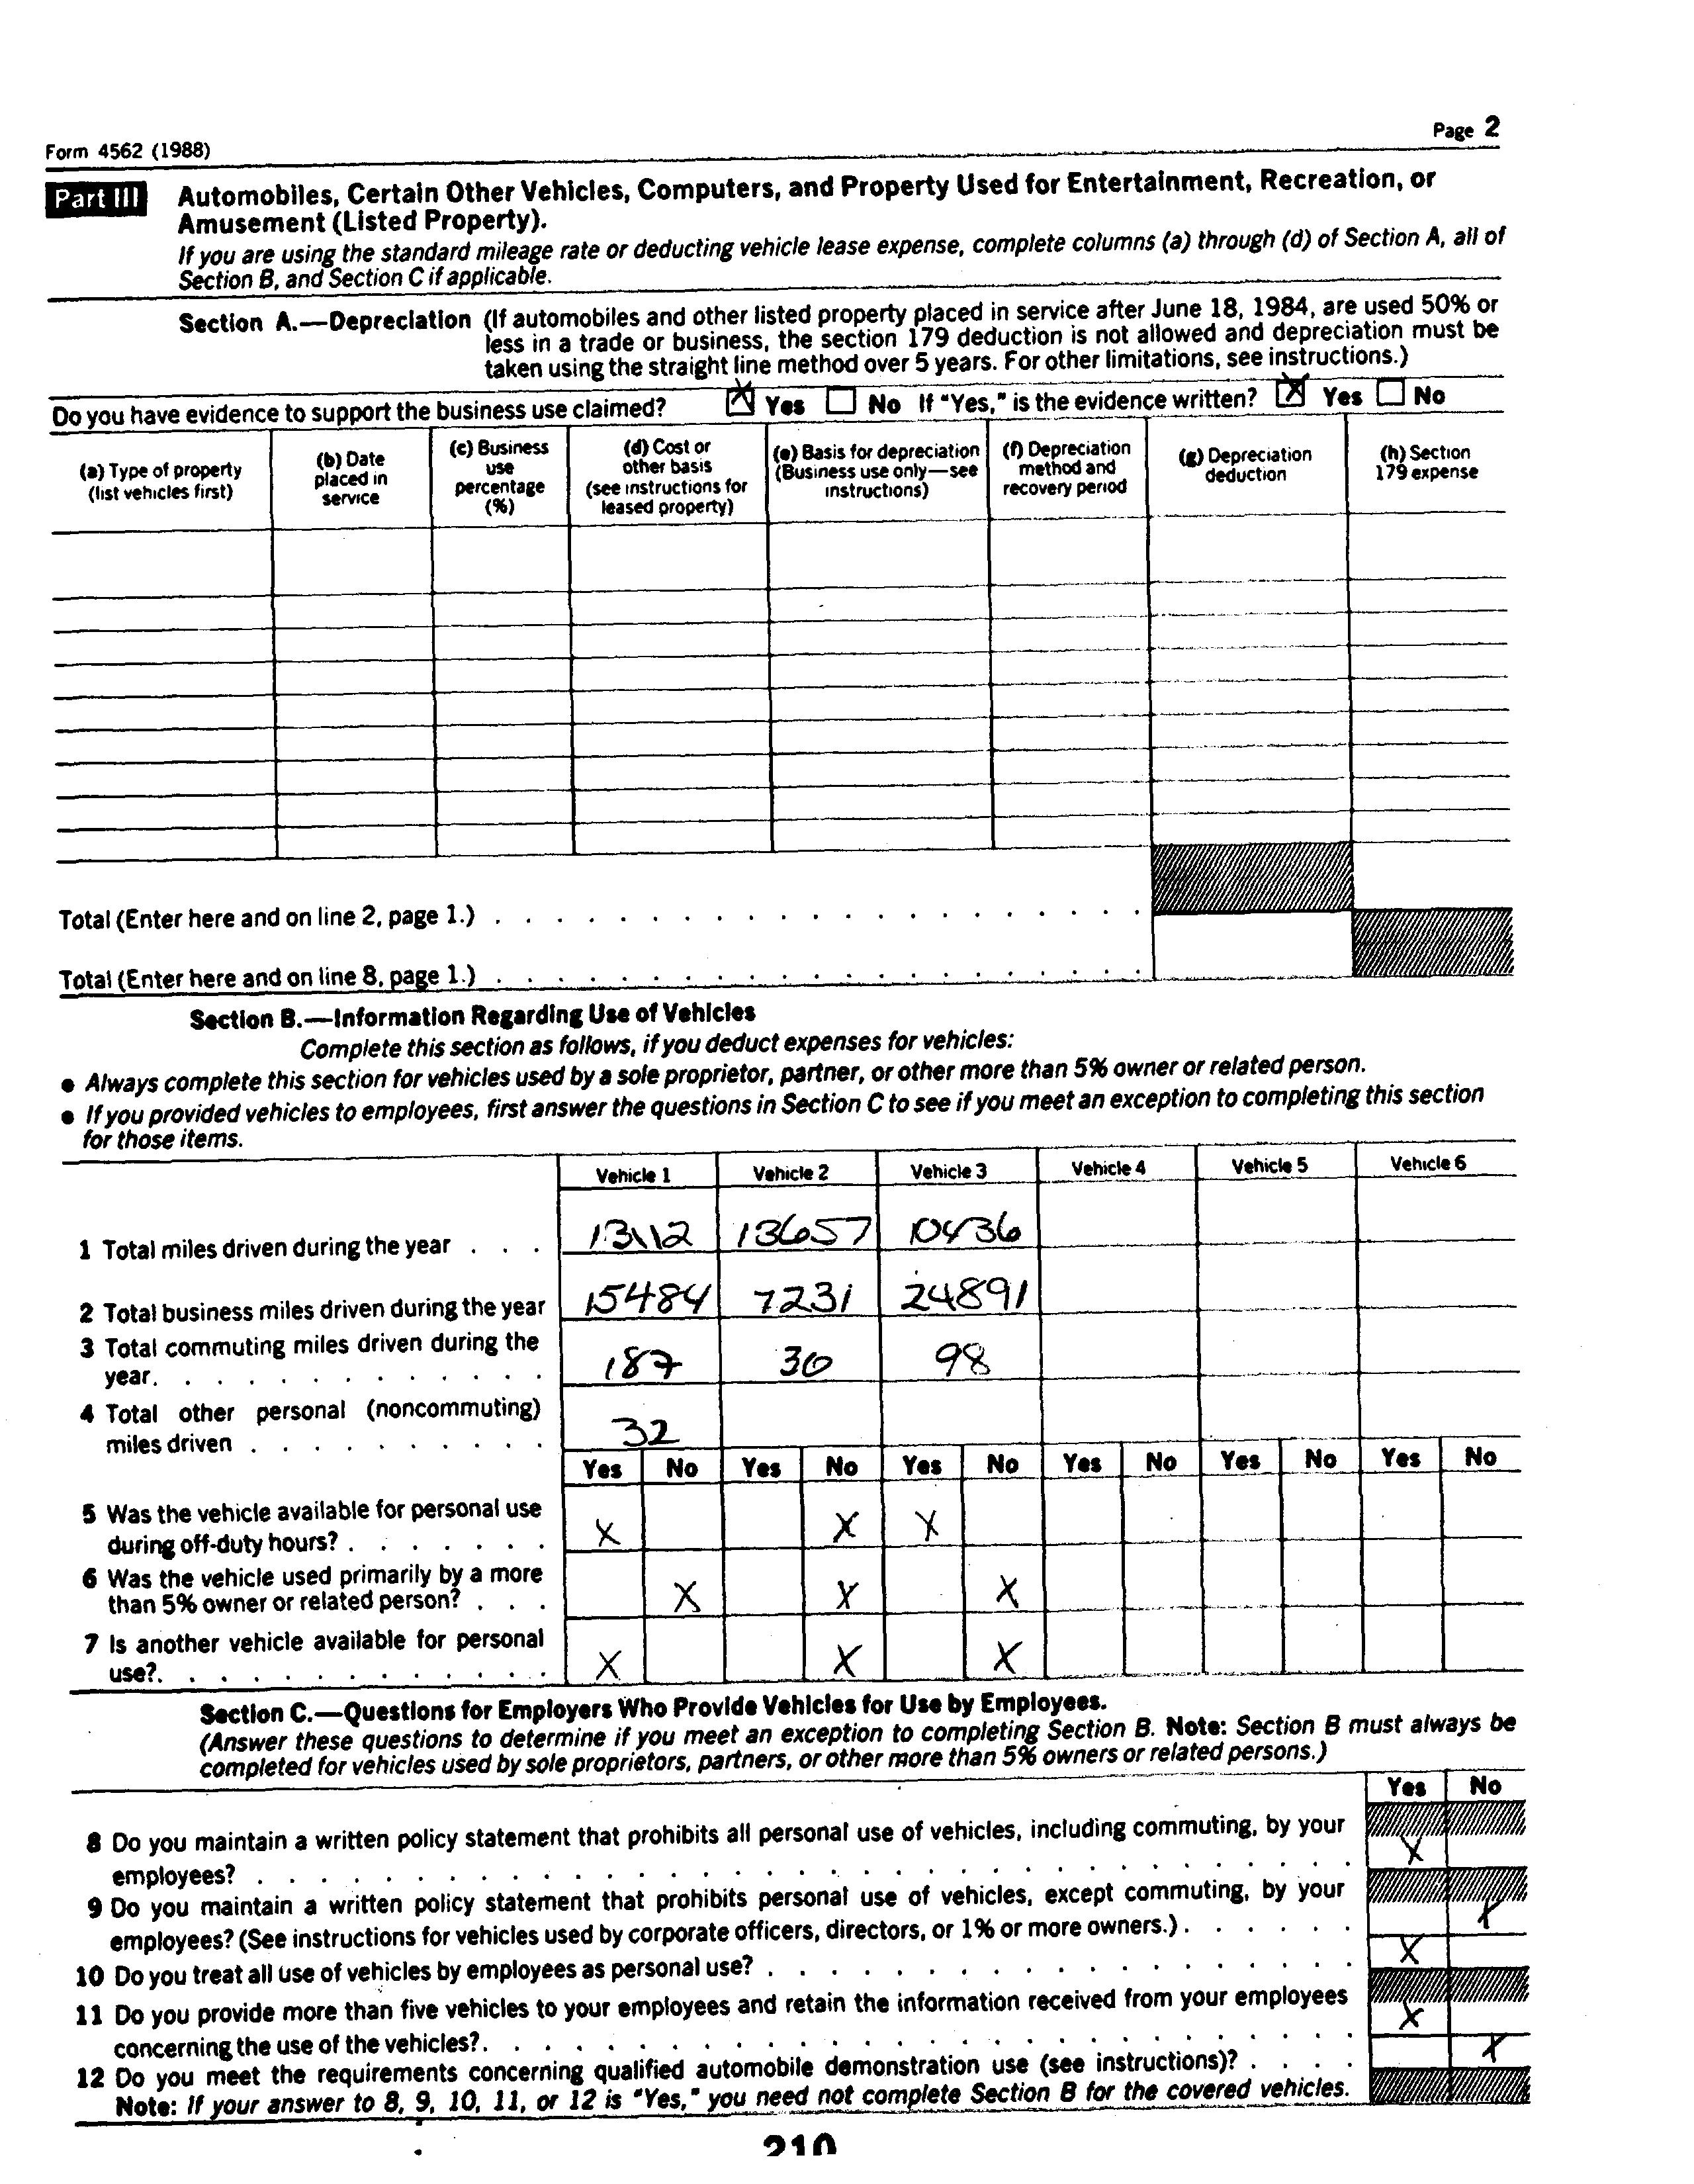 Form 4562 (1988)
Page 2
Part III
Automobiles, Certain Other Vehicles, Computers, and Property Used for Entertainment, Recreation, or
Amusement (Listed Property).
If you are using the standard mileage rate or deducting vehicle lease expense, complete columns (a) through (d) of Section A, all of
Section B, and Section C if applicable.
Section A.—Depreciation (If automobiles and other listed property placed in service after June 18, 1984, are used 50% or
less in a trade or business, the section 179 deduction is not allowed and depreciation must be
taken using the straight line method over 5 years. For other limitations, see instructions.)
Do you have evidence to support the business use claimed? X Yes No If "Yes," is the evidence written? X Yes No
(a) Type of property
(list vehicles first)
(b) Date
placed in
service
(c) Business
use
percentage
(%)
(d) Cost or
other basis
(see instructions for
leased property)
(e) Basis for depreciation
(Business use only—see
instructions)
(f) Depreciation
method and
recovery period
(g) Depreciation
deduction
(h) Section
179 expense
Total (Enter here and on line 2, page 1.) . . . . . . . . . . . . . . . . . . . . .
Total (Enter here and on line 8, page 1.) . . . . . . . . . . . . . . . . . . . . .
Section B.—Information Regarding Use of Vehicles
Complete this section as follows, if you deduct expenses for vehicles:
● Always complete this section for vehicles used by a sole proprietor, partner, or other more than 5% owner or related person.
● If you provided vehicles to employees, first answer the questions in Section C to see if you meet an exception to completing this section
for those items.
Vehicle 1 Vehicle 2 Vehicle 3 Vehicle 4 Vehicle 5 Vehicle 6
1 Total miles driven during the year . . . 13112 13657 10436
2 Total business miles driven during the year 15484 7231 24891
3 Total commuting miles driven during the
year. . . . . . . . . . . . . 187 30 98
4 Total other personal (noncommuting)
miles driven . . . . . . . . . . 32
Yes No Yes No Yes No Yes No Yes No Yes No
5 Was the vehicle available for personal use
during off-duty hours? . . . . . . . X X X
6 Was the vehicle used primarily by a more
than 5% owner or related person? . . . X X X
7 Is another vehicle available for personal
use?. . . . . . . . . . . . . X X X
Section C.—Questions for Employers Who Provide Vehicles for Use by Employees.
(Answer these questions to determine if you meet an exception to completing Section B. Note: Section B must always be
completed for vehicles used by sole proprietors, partners, or other more than 5% owners or related persons.)
Yes No
8 Do you maintain a written policy statement that prohibits all personal use of vehicles, including commuting, by your
employees? . . . . . . . . . . . . . . . . . . . . . . . . . . . . X
9 Do you maintain a written policy statement that prohibits personal use of vehicles, except commuting, by your
employees? (See instructions for vehicles used by corporate officers, directors, or 1% or more owners.) . . . . . . X
10 Do you treat all use of vehicles by employees as personal use? . . . . . . . . . . . . . . . . . . X
11 Do you provide more than five vehicles to your employees and retain the information received from your employees
concerning the use of the vehicles?. . . . . . . . . . . . . . . . . . . . . . . . . X
12 Do you meet the requirements concerning qualified automobile demonstration use (see instructions)? . . . . X
Note: If your answer to 8, 9, 10, 11, or 12 is "Yes," you need not complete Section B for the covered vehicles.
210